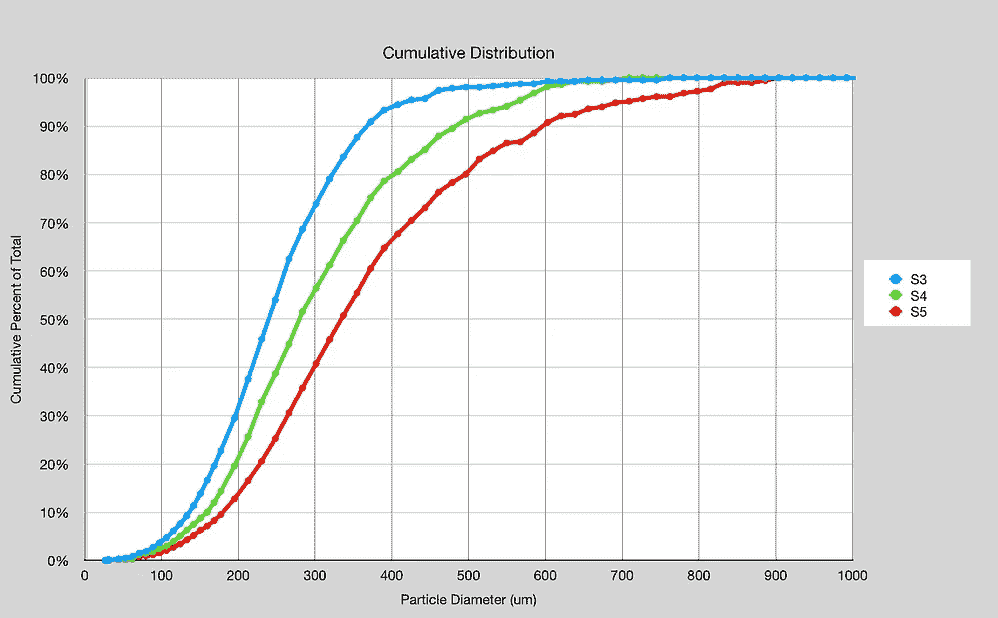 Cumulative Distribution
100%
90%
80%
70%
60%
50%
40%
30%
20%
10%
0%
Cumulative Percent of Total
0 100 200 300 400 500 600 700 800 900 1000
Particle Diameter (um)
S3
S4
S5